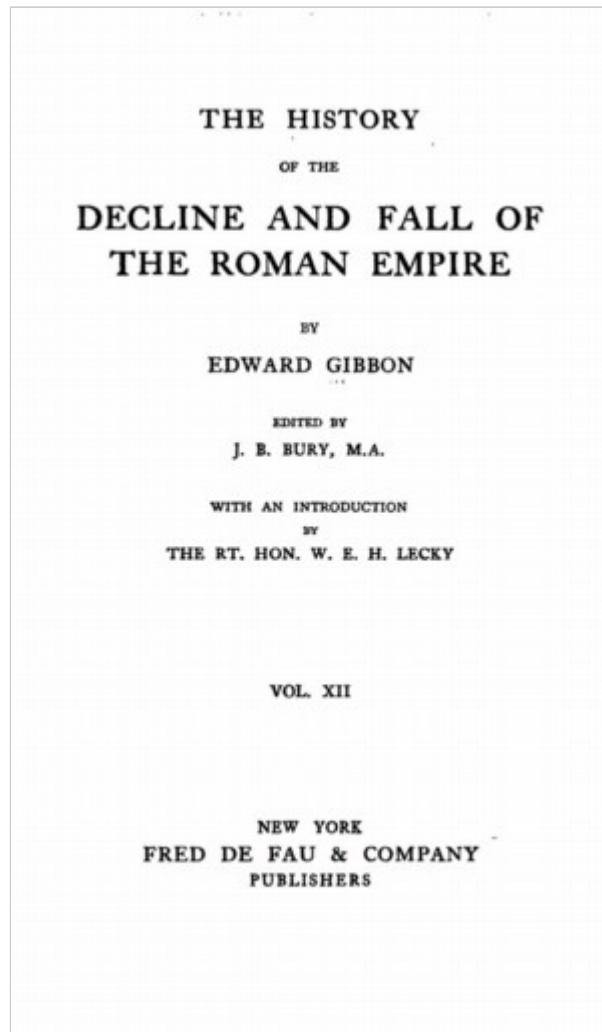 THE HISTORY
OF THE
DECLINE AND FALL OF
THE ROMAN EMPIRE
BY
EDWARD GIBBON
EDITED BY
J. B. BURY, M.A.
WITH AN INTRODUCTION
BY
THE RT. HON. W. E. H. LECKY
VOL. XII
NEW YORK
FRED DE FAU & COMPANY
PUBLISHERS